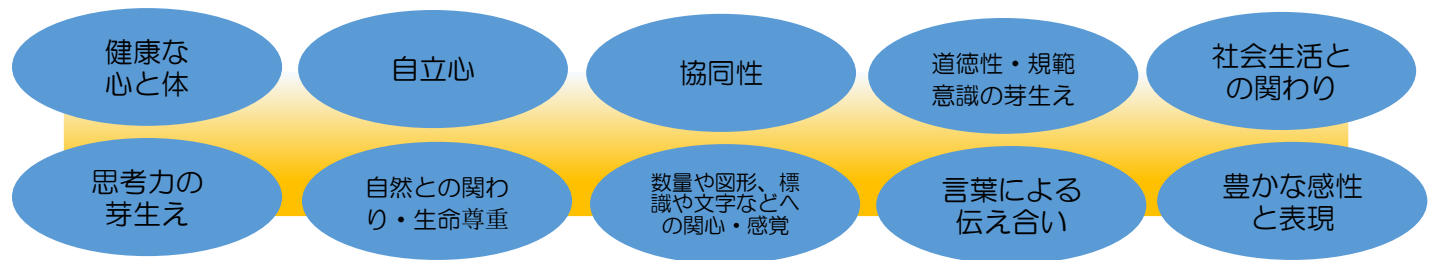 健康な
心と体
自立心
協同性
道徳性・規範
意識の芽生え
社会生活と
の関わり
思考力の
芽生え
自然との関わ
り・生命尊重
数量や図形、標
識や文字などへ
の関心・感覚
言葉による
伝え合い
豊かな感性
と表現